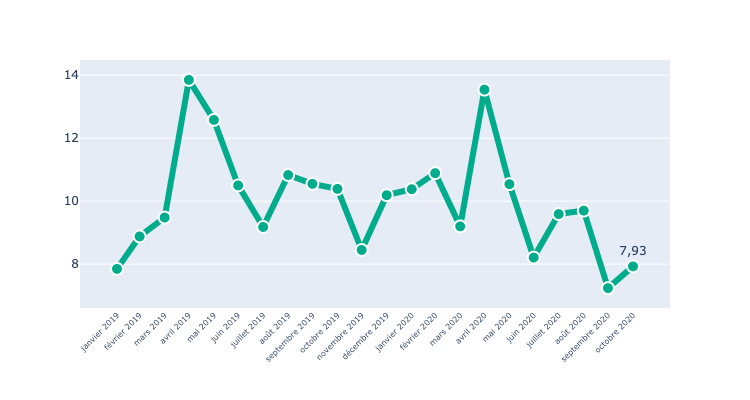 14
12
10
8
7,93
janvier 2019
février 2019
mars 2019
avril 2019
mai 2019
juin 2019
juillet 2019
août 2019
septembre 2019
octobre 2019
novembre 2019
décembre 2019
janvier 2020
février 2020
mars 2020
avril 2020
mai 2020
juin 2020
juillet 2020
août 2020
septembre 2020
octobre 2020